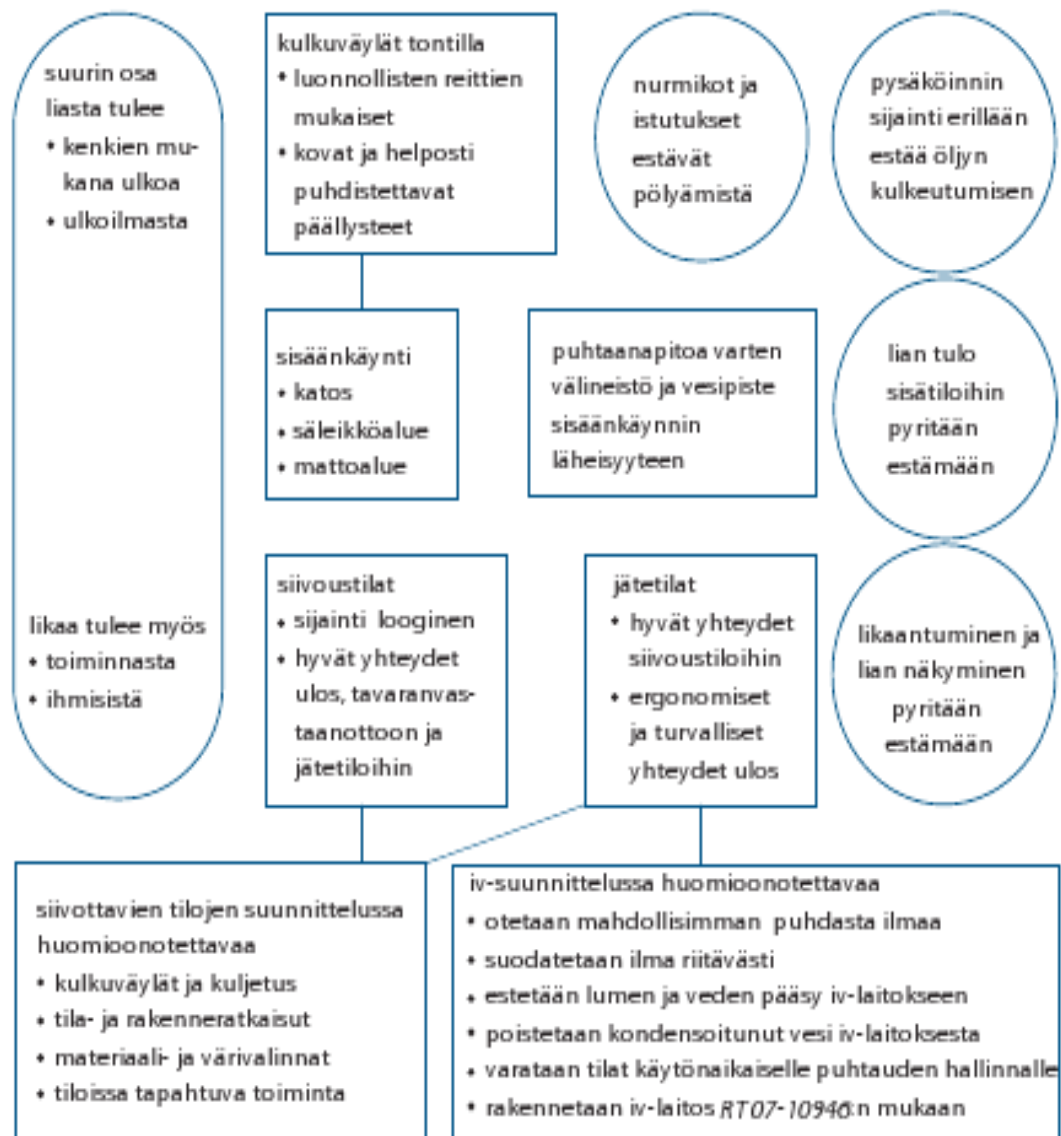 suurin osa
liasta tulee
• kenkien mu-
kana ulkoa
• ulkoilmasta
likaa tulee myös
• toiminnasta
• ihmisistä
kulkuväylät tontilla
• luonnollisten reittien
mukaiset
• kovat ja helposti
puhdistettavat
päällysteet
nurmikot ja
istutukset
estävät
pölyämistä
pysäköinnin
sijainti erillään
estää öljyn
kulkeutumisen
sisäänkäynti
• katos
• säleikköalue
• mattoalue
puhtaanapitoa varten
välineistö ja vesipiste
sisäänkäynnin
läheisyyteen
lian tulo
sisätiloihin
pyritään
estämään
siivoustilat
• sijainti looginen
• hyvät yhteydet
ulos, tavaranvas-
taanottoon ja
jätetiloihin
jätetilat
• hyvät yhteydet
siivoustiloihin
• ergonomiset
ja turvalliset
yhteydet ulos
likaantuminen ja
lian näkyminen
pyritään
estämään
siivottavien tilojen suunnittelussa
huomioonotettavaa
• kulkuväylät ja kuljetus
• tila- ja rakenneratkaisut
• materiaali- ja värivalinnat
• tiloissa tapahtuva toiminta
iv-suunnittelussa huomioonotettavaa
• otetaan mahdollisimman puhdasta ilmaa
• suodatetaan ilma riitävästi
• estetään lumen ja veden pääsy iv-laitokseen
• poistetaan kondensoitunut vesi iv-laitoksesta
• varataan tilat käytönaikaiselle puhtauden hallinnalle
• rakennetaan iv-laitos RT07-10946:n mukaan